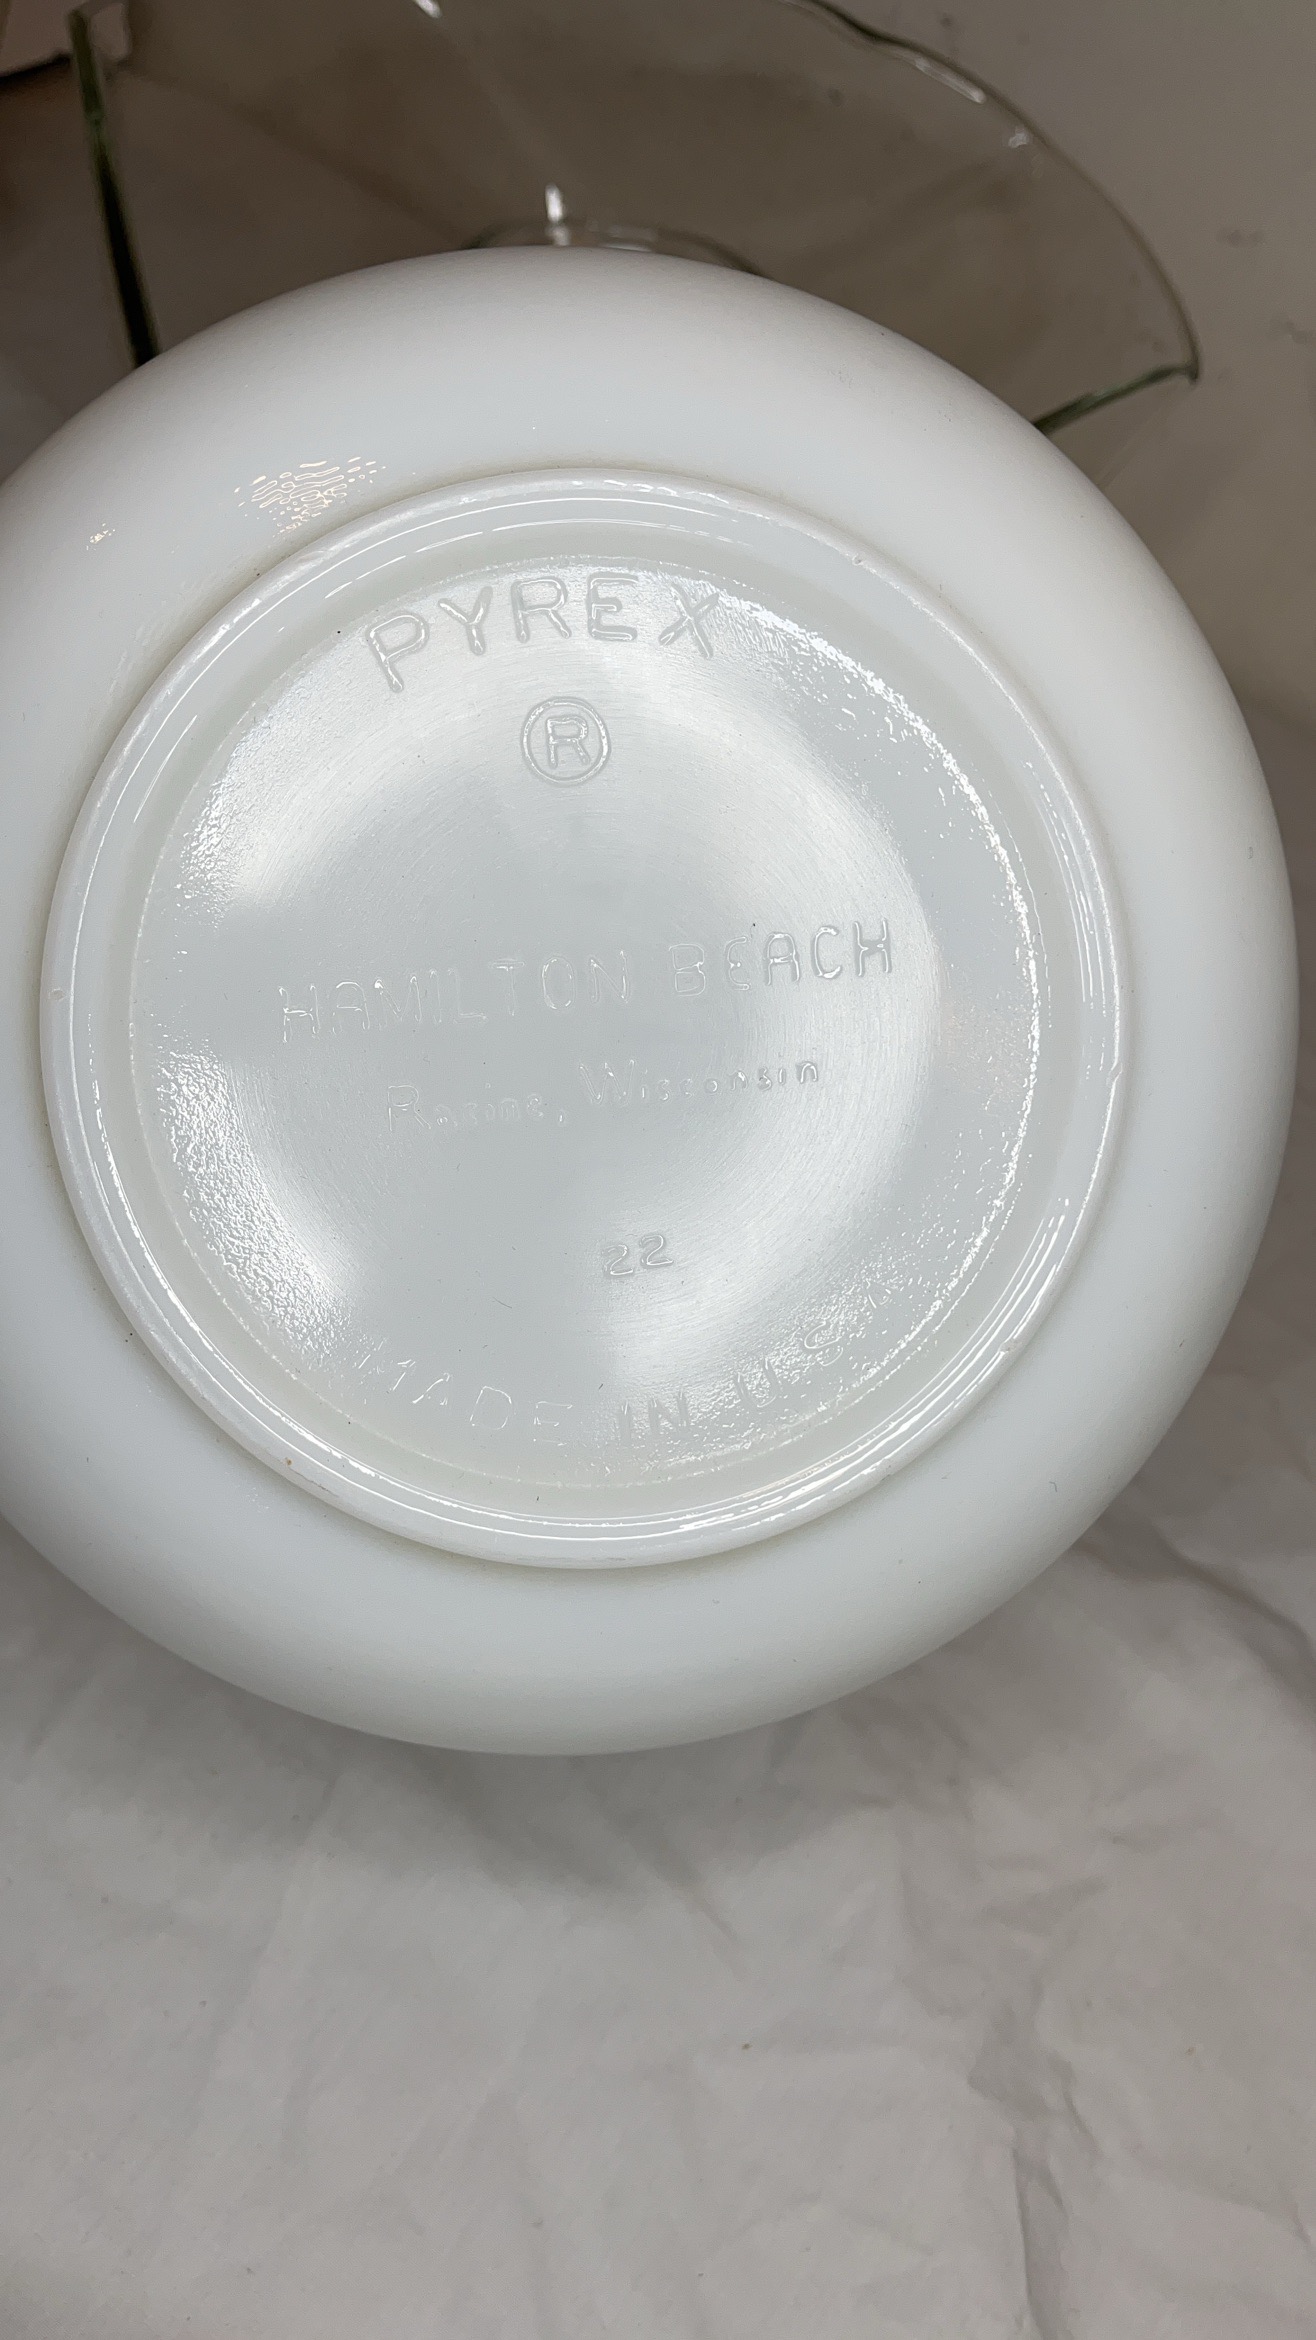 PYREX
®
HAMILTON BEACH
Racine, Wisconsin
22
MADE IN U.S.A.